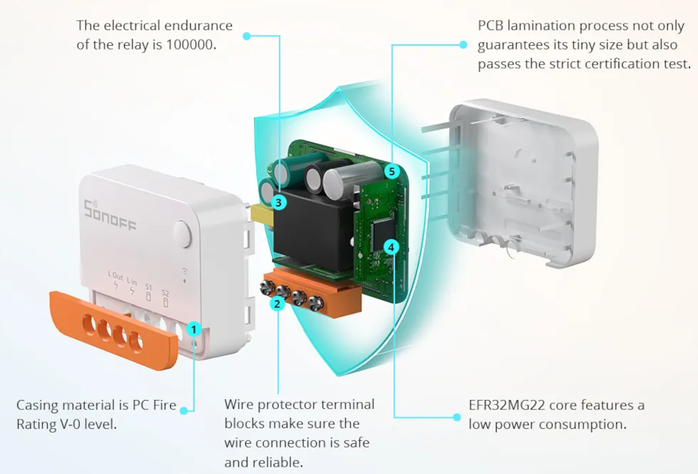 The electrical endurance
of the relay is 100000.
PCB lamination process not only
guarantees its tiny size but also
passes the strict certification test.
5
SONOFF
3
4
L Out L in S1 S2
2
1
Casing material is PC Fire
Rating V-0 level.
Wire protector terminal
blocks make sure the
wire connection is safe
and reliable.
EFR32MG22 core features a
low power consumption.